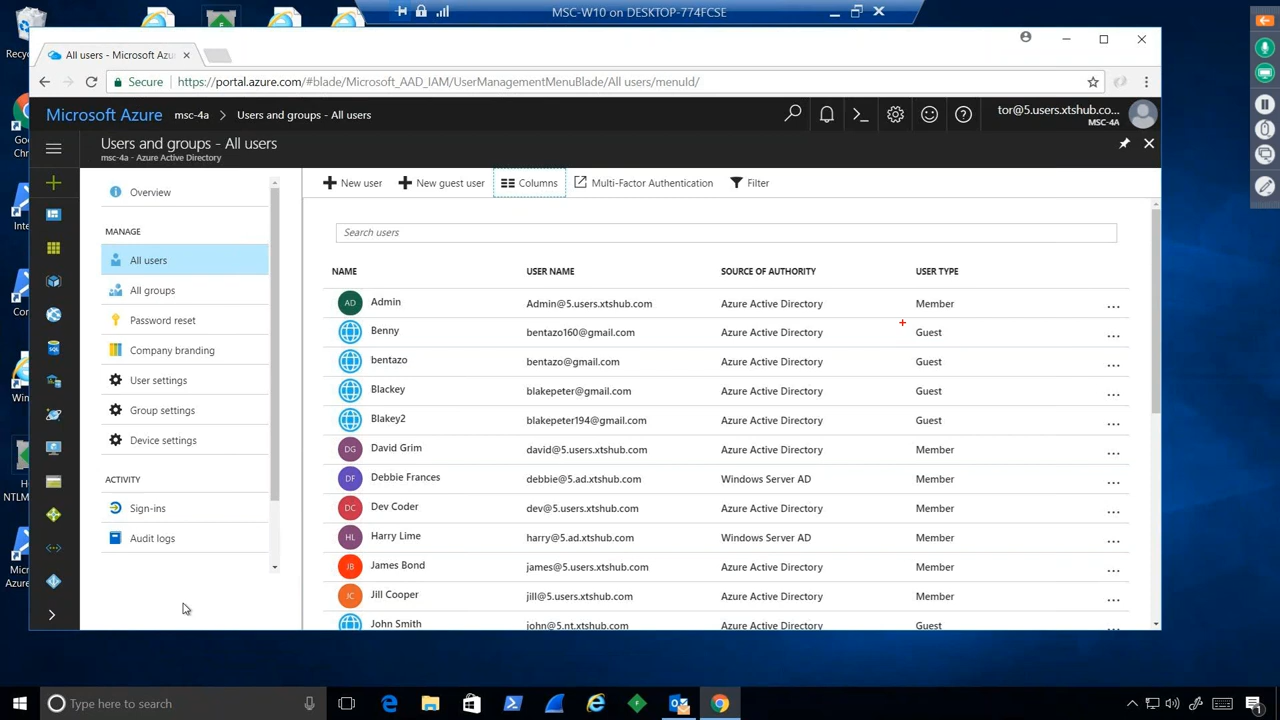 MSC-W10 on DESKTOP-774FCSE
Recy
All users - Microsoft Azu
Secure https://portal.azure.com/#blade/Microsoft_AAD_IAM/UserManagementMenuBlade/All users/menuId/
Microsoft Azure msc-4a Users and groups - All users
tor@5.users.xtshub.co...
MSC-4A
Users and groups - All users
msc-4a - Azure Active Directory
Overview
MANAGE
All users
All groups
Password reset
Company branding
User settings
Group settings
Device settings
ACTIVITY
Sign-ins
Audit logs
New user New guest user Columns Multi-Factor Authentication Filter
Search users
NAME USER NAME SOURCE OF AUTHORITY USER TYPE
AD Admin Admin@5.users.xtshub.com Azure Active Directory Member ...
Benny bentazo160@gmail.com Azure Active Directory Guest ...
bentazo bentazo@gmail.com Azure Active Directory Guest ...
Blackey blakepeter@gmail.com Azure Active Directory Guest ...
Blakey2 blakepeter194@gmail.com Azure Active Directory Guest ...
DG David Grim david@5.users.xtshub.com Azure Active Directory Member ...
DF Debbie Frances debbie@5.ad.xtshub.com Windows Server AD Member ...
DC Dev Coder dev@5.users.xtshub.com Azure Active Directory Member ...
HL Harry Lime harry@5.ad.xtshub.com Windows Server AD Member ...
JB James Bond james@5.users.xtshub.com Azure Active Directory Member ...
JC Jill Cooper jill@5.users.xtshub.com Azure Active Directory Member ...
John Smith john@5.nt.xtshub.com Azure Active Directory Guest ...
Go
Chr
Inte
Win
H
NTLM
Micr
Azu
Type here to search
1